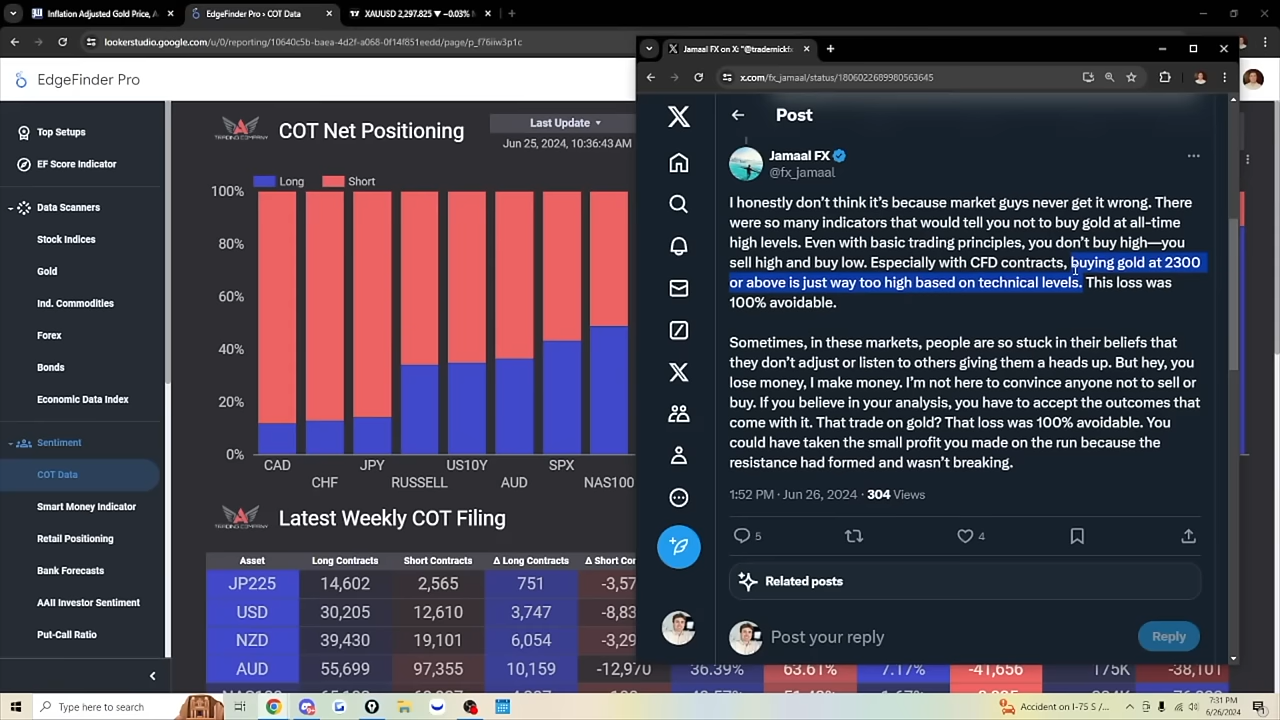 Inflation Adjusted Gold Price, A
EdgeFinder Pro › COT Data
XAUUSD 2,297.825 ▼ −0.03%
lookerstudio.google.com/u/0/reporting/10640c5b-baea-4d2f-a068-0f14f851eedd/page/p_f76iiw3p1c
EdgeFinder Pro
Top Setups
EF Score Indicator
Data Scanners
Stock Indices
Gold
Ind. Commodities
Forex
Bonds
Economic Data Index
Sentiment
COT Data
Smart Money Indicator
Retail Positioning
Bank Forecasts
AAII Investor Sentiment
Put-Call Ratio
TRADING COMPANY
COT Net Positioning
Last Update
Jun 25, 2024, 10:36:43 AM
Long Short
100%
80%
60%
40%
20%
0%
CAD JPY US10Y SPX
CHF RUSSELL AUD NAS100
TRADING COMPANY
Latest Weekly COT Filing
Asset Long Contracts Short Contracts Δ Long Contracts Δ Short Co
JP225 14,602 2,565 751 -3,57
USD 30,205 12,610 3,747 -8,83
NZD 39,430 19,101 6,054 -3,29
AUD 55,699 97,355 10,159 -12,970 36.39% 63.61% 7.17% -41,656 175K -38,101
Jamaal FX on X: "@trademickf
x.com/fx_jamaal/status/1806022689980563645
Post
Jamaal FX
@fx_jamaal
I honestly don't think it's because market guys never get it wrong. There
were so many indicators that would tell you not to buy gold at all-time
high levels. Even with basic trading principles, you don't buy high—you
sell high and buy low. Especially with CFD contracts, buying gold at 2300
or above is just way too high based on technical levels. This loss was
100% avoidable.
Sometimes, in these markets, people are so stuck in their beliefs that
they don't adjust or listen to others giving them a heads up. But hey, you
lose money, I make money. I'm not here to convince anyone not to sell or
buy. If you believe in your analysis, you have to accept the outcomes that
come with it. That trade on gold? That loss was 100% avoidable. You
could have taken the small profit you made on the run because the
resistance had formed and wasn't breaking.
1:52 PM · Jun 26, 2024 · 304 Views
5 4
Related posts
Post your reply
Reply
Type here to search
Accident on I-75 S /...
7:31 PM
6/26/2024